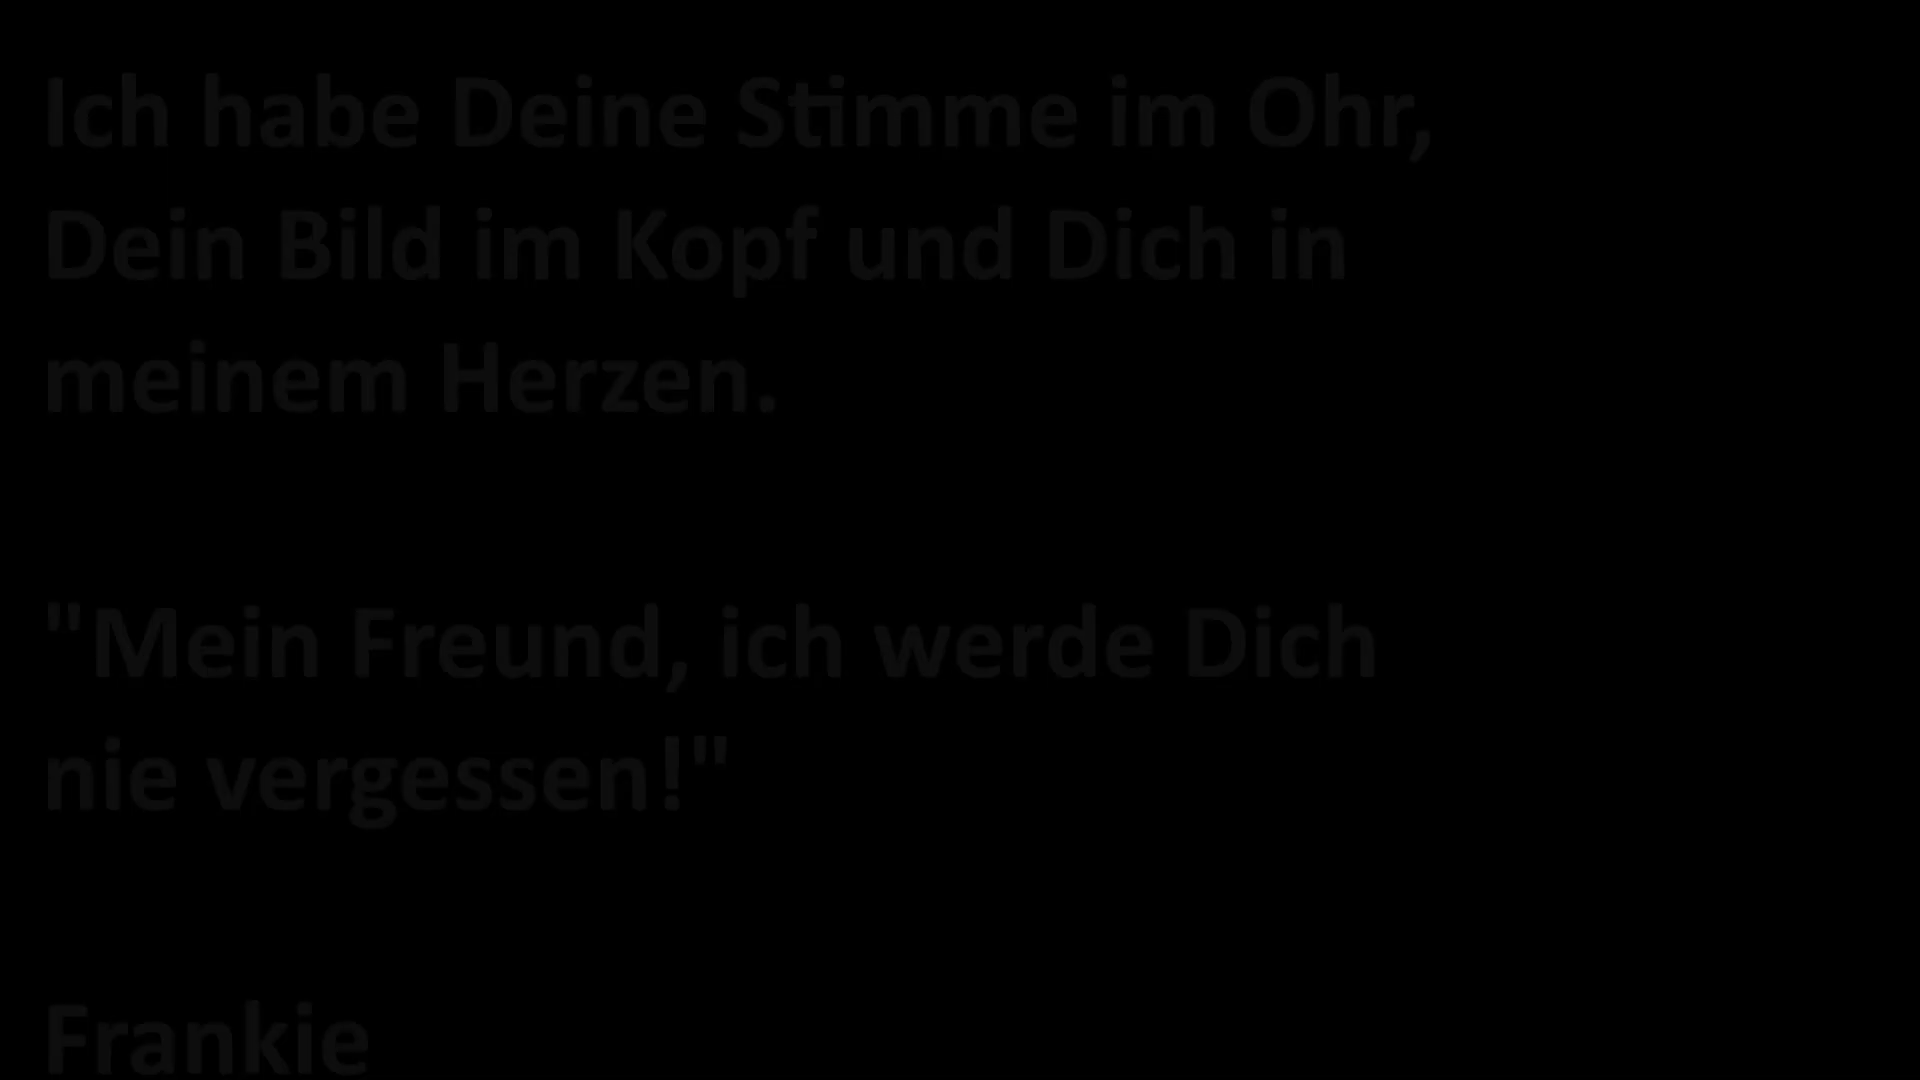 Ich habe Deine Stimme im Ohr,
Dein Bild im Kopf und Dich in
meinem Herzen.
"Mein Freund, ich werde Dich
nie vergessen!"
Frankie